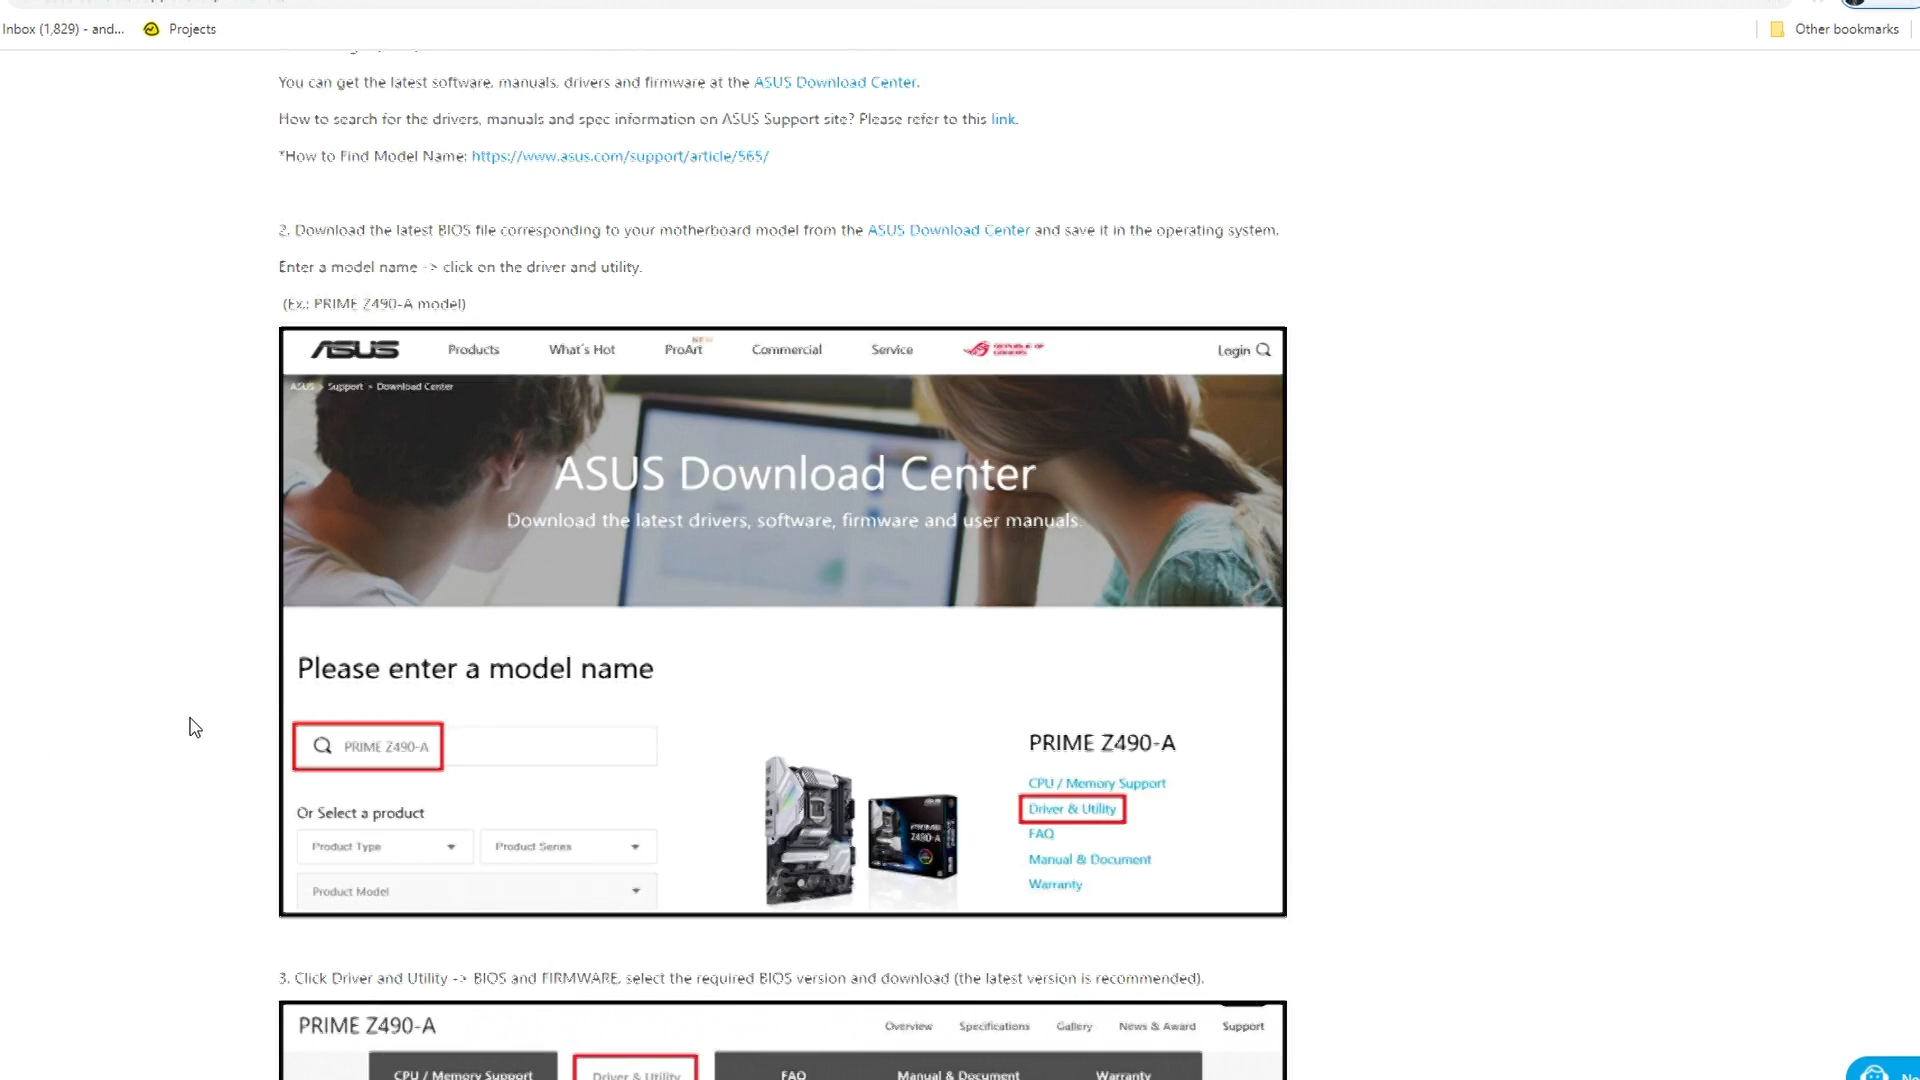 Inbox (1,829) - and...
Projects
Other bookmarks
You can get the latest software, manuals, drivers and firmware at the ASUS Download Center.
How to search for the drivers, manuals and spec information on ASUS Support site? Please refer to this link.
*How to Find Model Name: https://www.asus.com/support/article/565/
2. Download the latest BIOS file corresponding to your motherboard model from the ASUS Download Center and save it in the operating system.
Enter a model name -> click on the driver and utility.
(Ex.: PRIME Z490-A model)
ASUS Products What's Hot ProArt NEW Commercial Service REPUBLIC OF GAMERS Login
ASUS > Support > Download Center
ASUS Download Center
Download the latest drivers, software, firmware and user manuals.
Please enter a model name
PRIME Z490-A
Or Select a product
Product Type Product Series
Product Model
PRIME Z490-A
PRIME Z490-A
CPU / Memory Support
Driver & Utility
FAQ
Manual & Document
Warranty
3. Click Driver and Utility -> BIOS and FIRMWARE, select the required BIOS version and download (the latest version is recommended).
PRIME Z490-A Overview Specifications Gallery News & Award Support
CPU / Memory Support Driver & Utility FAQ Manual & Document Warranty